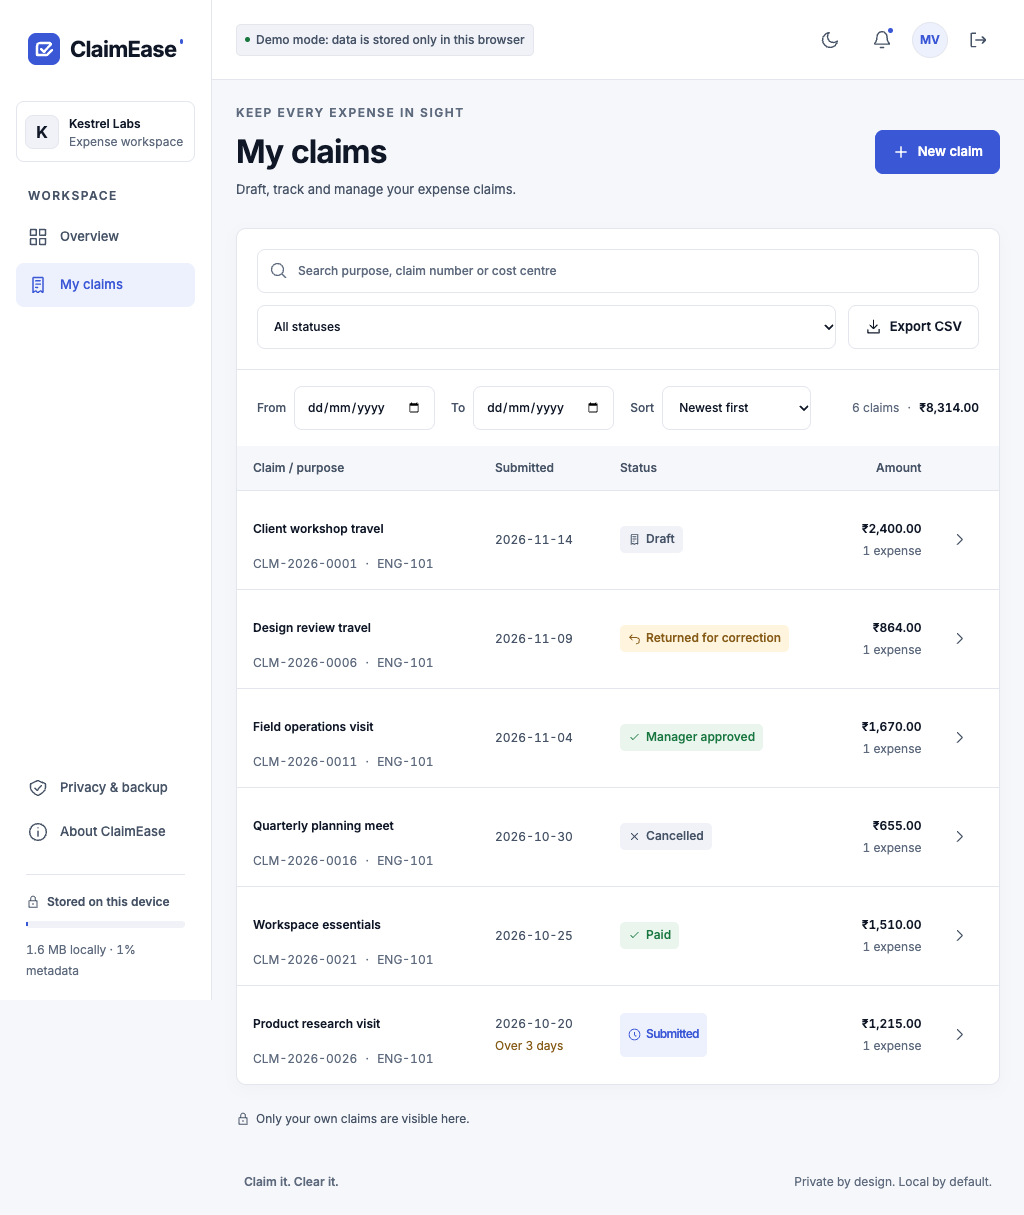 ClaimEase
Demo mode: data is stored only in this browser
MV
K
Kestrel Labs
Expense workspace
WORKSPACE
Overview
My claims
Privacy & backup
About ClaimEase
Stored on this device
1.6 MB locally · 1%
metadata
KEEP EVERY EXPENSE IN SIGHT
My claims
Draft, track and manage your expense claims.
New claim
Search purpose, claim number or cost centre
All statuses
Export CSV
From dd/mm/yyyy To dd/mm/yyyy Sort Newest first 6 claims · ₹8,314.00
Claim / purpose Submitted Status Amount
Client workshop travel
CLM-2026-0001 · ENG-101
2026-11-14
Draft
₹2,400.00
1 expense
Design review travel
CLM-2026-0006 · ENG-101
2026-11-09
Returned for correction
₹864.00
1 expense
Field operations visit
CLM-2026-0011 · ENG-101
2026-11-04
Manager approved
₹1,670.00
1 expense
Quarterly planning meet
CLM-2026-0016 · ENG-101
2026-10-30
Cancelled
₹655.00
1 expense
Workspace essentials
CLM-2026-0021 · ENG-101
2026-10-25
Paid
₹1,510.00
1 expense
Product research visit
CLM-2026-0026 · ENG-101
2026-10-20
Over 3 days
Submitted
₹1,215.00
1 expense
Only your own claims are visible here.
Claim it. Clear it.
Private by design. Local by default.